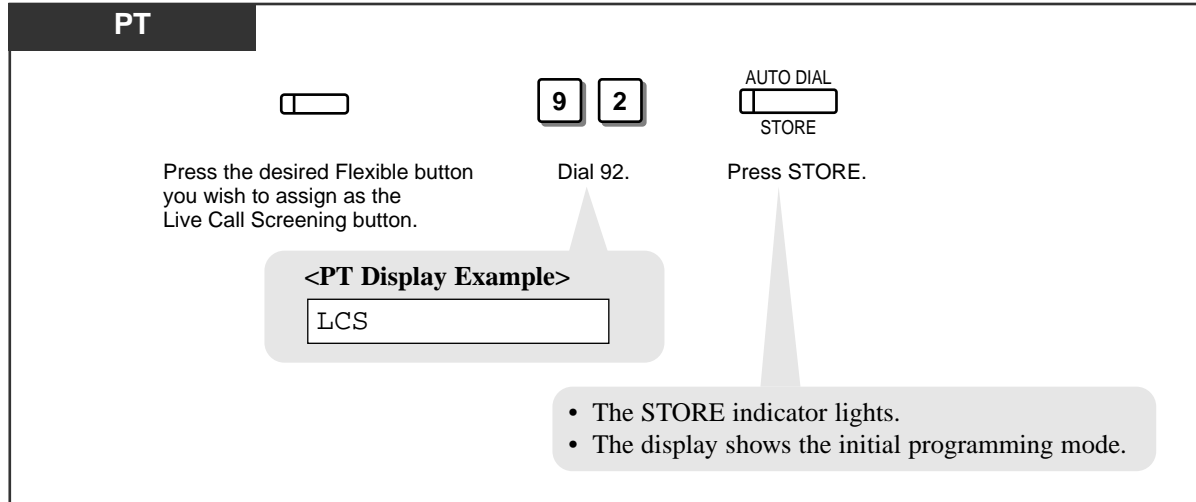 PT
9 2
AUTO DIAL
STORE
Press the desired Flexible button
you wish to assign as the
Live Call Screening button.
Dial 92.
Press STORE.
<PT Display Example>
LCS
• The STORE indicator lights.
• The display shows the initial programming mode.